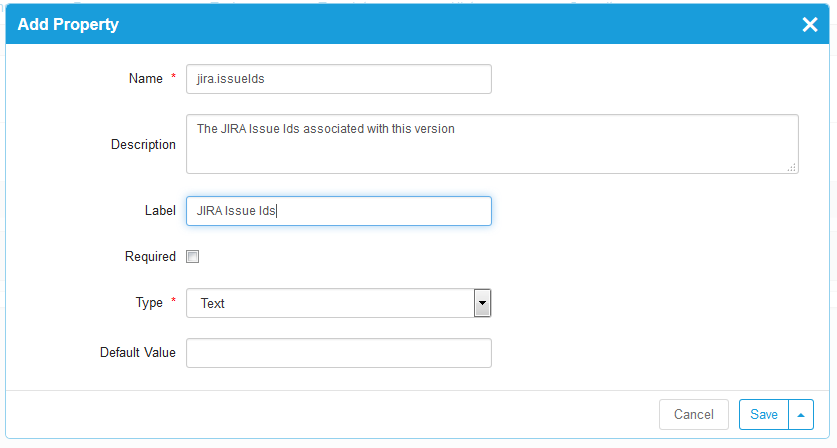 Add Property
Name *
jira.issueIds
Description
The JIRA Issue Ids associated with this version
Label
JIRA Issue Ids
Required
Type *
Text
Default Value
Cancel
Save